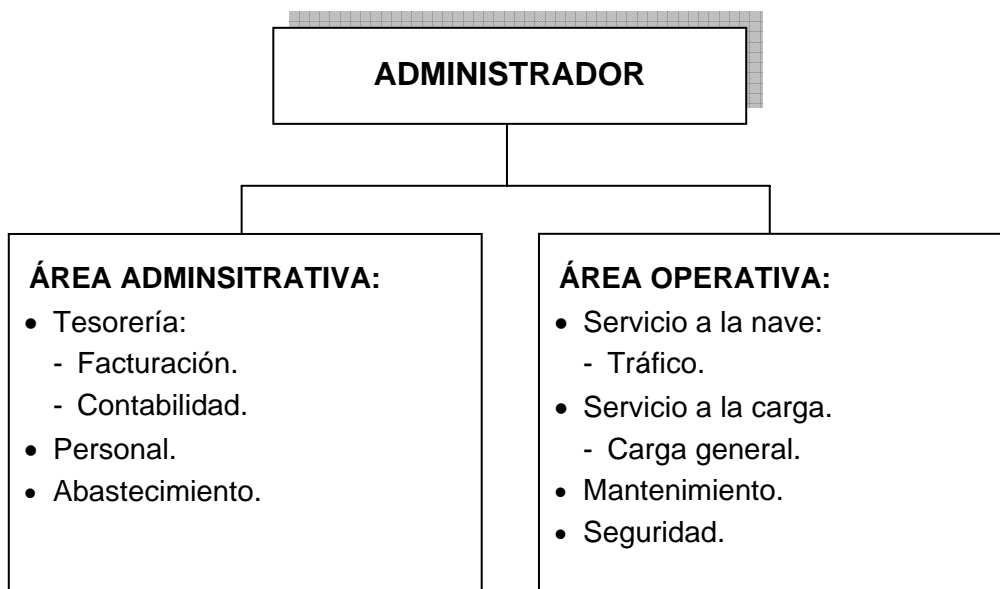 ADMINISTRADOR
ÁREA ADMINSITRATIVA:
• Tesorería:
- Facturación.
- Contabilidad.
• Personal.
• Abastecimiento.
ÁREA OPERATIVA:
• Servicio a la nave:
- Tráfico.
• Servicio a la carga.
- Carga general.
• Mantenimiento.
• Seguridad.